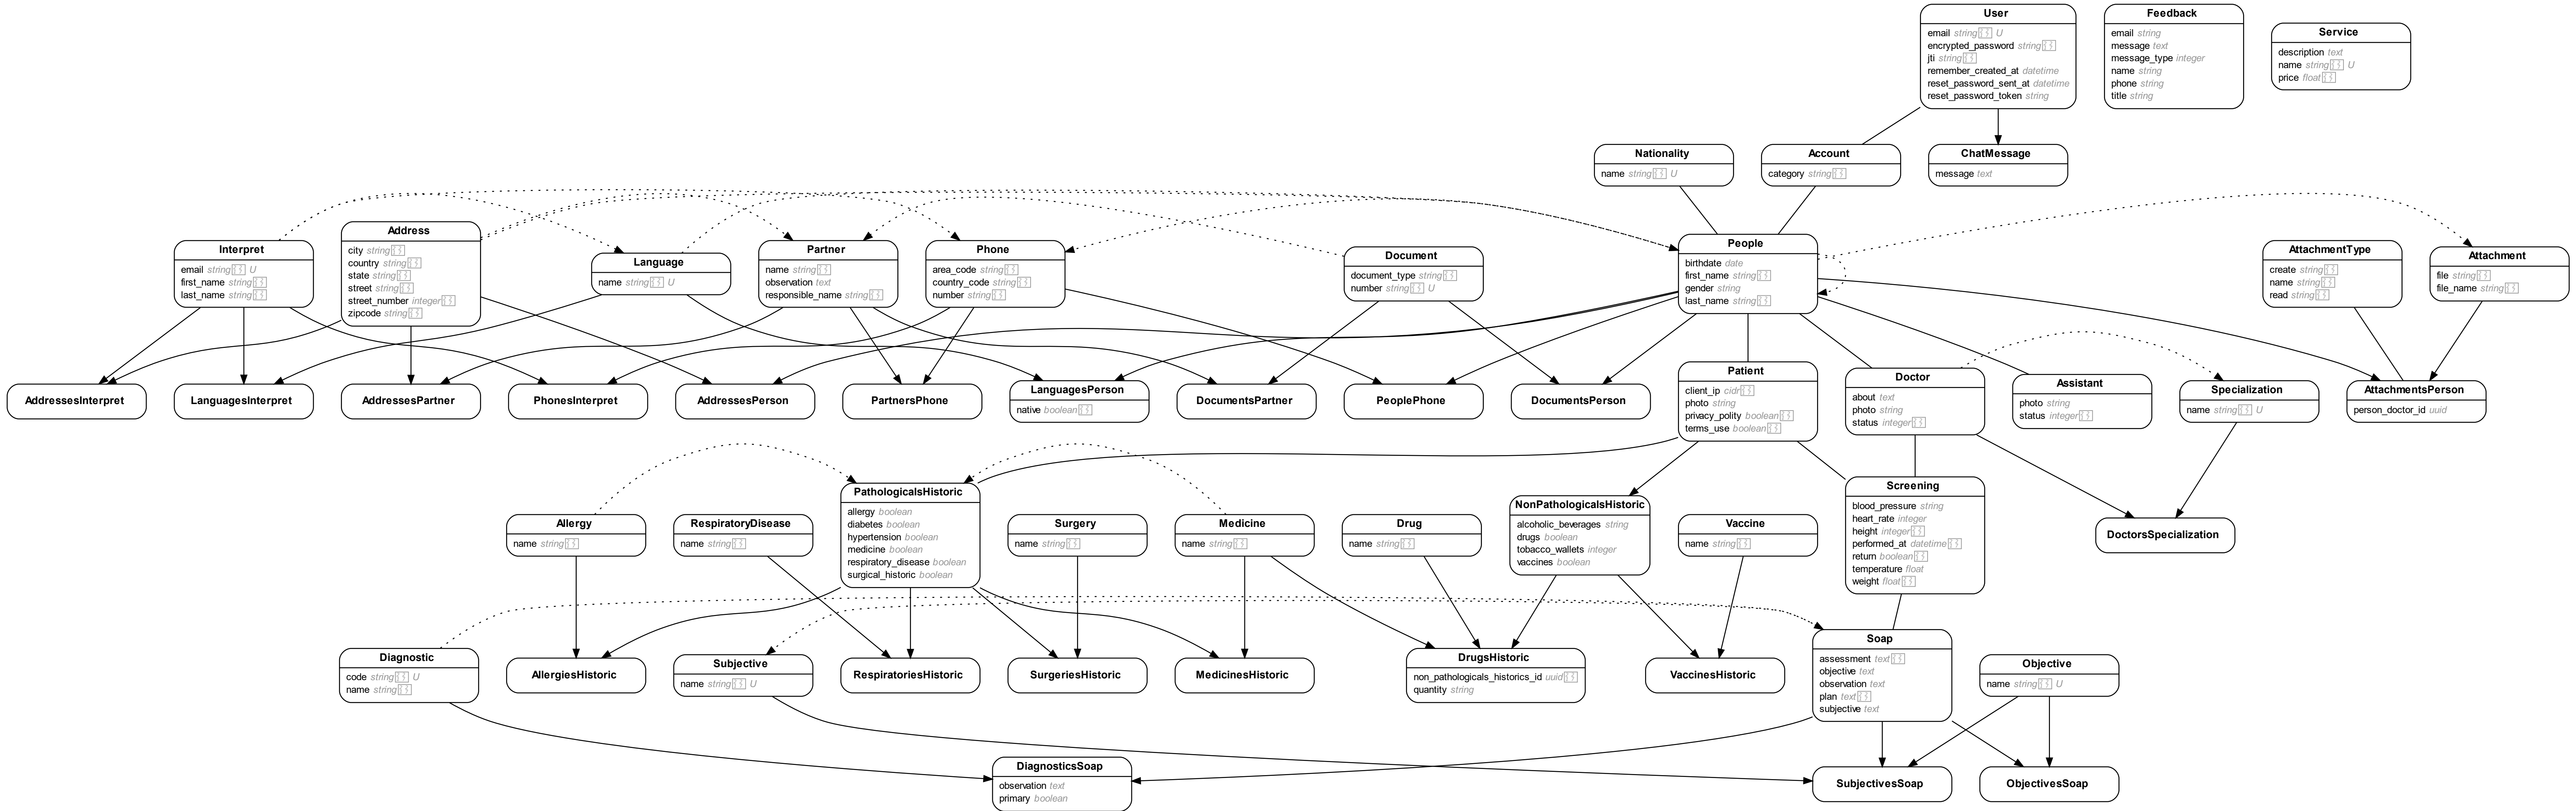 User
email string U
encrypted_password string
jti string
remember_created_at datetime
reset_password_sent_at datetime
reset_password_token string
Feedback
email string
message text
message_type integer
name string
phone string
title string
Service
description text
name string U
price float
Nationality
name string U
Account
category string
ChatMessage
message text
Interpret
email string U
first_name string
last_name string
Address
city string
country string
state string
street string
street_number integer
zipcode string
Language
name string U
Partner
name string
observation text
responsible_name string
Phone
area_code string
country_code string
number string
Document
document_type string
number string U
People
birthdate date
first_name string
gender string
last_name string
AttachmentType
create string
name string
read string
Attachment
file string
file_name string
AddressesInterpret
LanguagesInterpret
AddressesPartner
PhonesInterpret
AddressesPerson
PartnersPhone
LanguagesPerson
native boolean
DocumentsPartner
PeoplePhone
DocumentsPerson
Patient
client_ip cidr
photo string
privacy_polity boolean
terms_use boolean
Doctor
about text
photo string
status integer
Assistant
photo string
status integer
Specialization
name string U
AttachmentsPerson
person_doctor_id uuid
Allergy
name string
RespiratoryDisease
name string
PathologicalsHistoric
allergy boolean
diabetes boolean
hypertension boolean
medicine boolean
respiratory_disease boolean
surgical_historic boolean
Surgery
name string
Medicine
name string
Drug
name string
NonPathologicalsHistoric
alcoholic_beverages string
drugs boolean
tobacco_wallets integer
vaccines boolean
Vaccine
name string
Screening
blood_pressure string
heart_rate integer
height integer
performed_at datetime
return boolean
temperature float
weight float
DoctorsSpecialization
Diagnostic
code string U
name string
AllergiesHistoric
Subjective
name string U
RespiratoriesHistoric
SurgeriesHistoric
MedicinesHistoric
DrugsHistoric
non_pathologicals_historics_id uuid
quantity string
VaccinesHistoric
Soap
assessment text
objective text
observation text
plan text
subjective text
Objective
name string U
DiagnosticsSoap
observation text
primary boolean
SubjectivesSoap
ObjectivesSoap